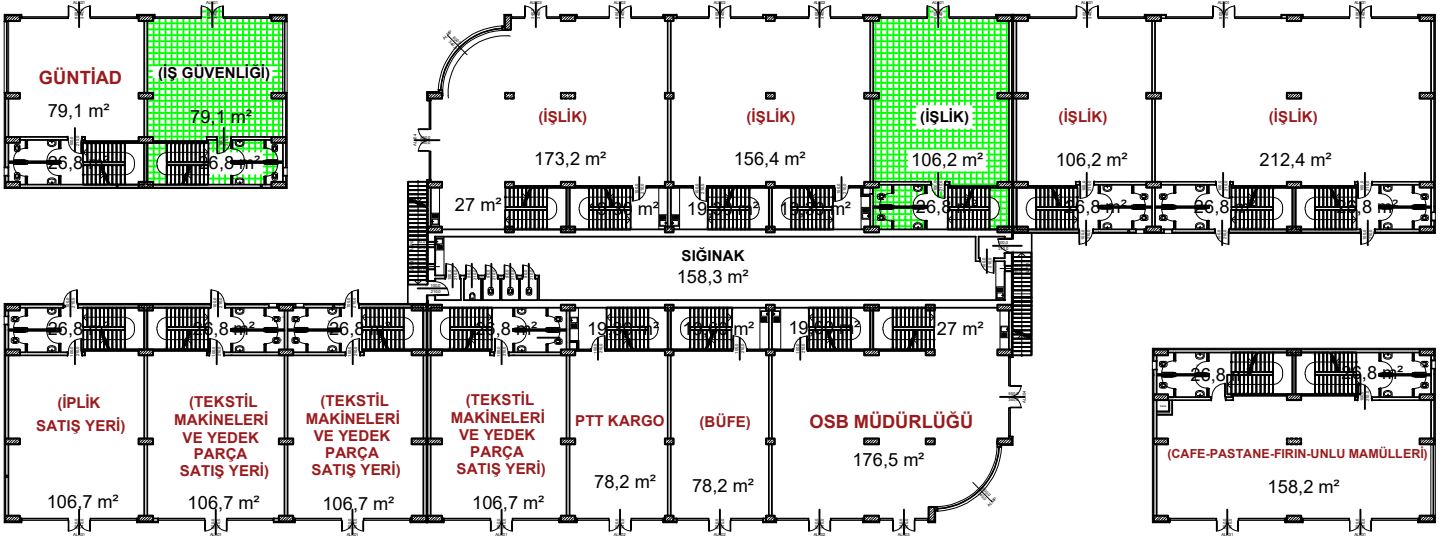 GÜNTİAD
79,1 m²
26,8 m²
(İŞ GÜVENLİĞİ)
79,1 m²
26,8 m²
(İŞLİK)
173,2 m²
27 m²
(İŞLİK)
156,4 m²
(İŞLİK)
106,2 m²
26,8 m²
(İŞLİK)
106,2 m²
26,8 m²
(İŞLİK)
212,4 m²
26,8 m²
26,8 m²
SIĞINAK
158,3 m²
26,8 m²
(İPLİK
SATIŞ YERİ)
106,7 m²
26,8 m²
(TEKSTİL
MAKİNELERİ
VE YEDEK
PARÇA
SATIŞ YERİ)
106,7 m²
26,8 m²
(TEKSTİL
MAKİNELERİ
VE YEDEK
PARÇA
SATIŞ YERİ)
106,7 m²
26,8 m²
(TEKSTİL
MAKİNELERİ
VE YEDEK
PARÇA
SATIŞ YERİ)
106,7 m²
PTT KARGO
78,2 m²
(BÜFE)
78,2 m²
27 m²
OSB MÜDÜRLÜĞÜ
176,5 m²
26,8 m²
26,8 m²
(CAFE-PASTANE-FIRIN-UNLU MAMÜLLERİ)
158,2 m²